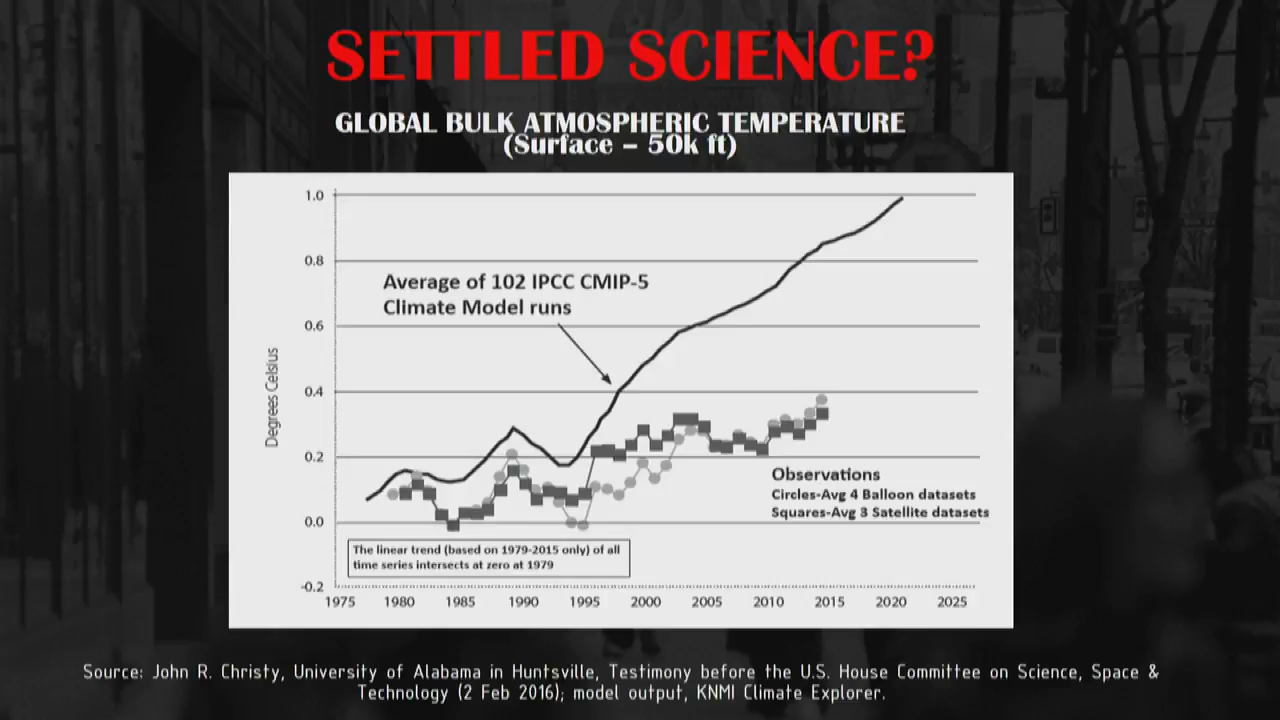 SETTLED SCIENCE?
GLOBAL BULK ATMOSPHERIC TEMPERATURE
(Surface – 50k ft)
1.0
0.8
0.6
0.4
0.2
0.0
-0.2
Degrees Celsius
Average of 102 IPCC CMIP-5
Climate Model runs
Observations
Circles-Avg 4 Balloon datasets
Squares-Avg 3 Satellite datasets
The linear trend (based on 1979-2015 only) of all
time series intersects at zero at 1979
1975 1980 1985 1990 1995 2000 2005 2010 2015 2020 2025
Source: John R. Christy, University of Alabama in Huntsville, Testimony before the U.S. House Committee on Science, Space &
Technology (2 Feb 2016); model output, KNMI Climate Explorer.